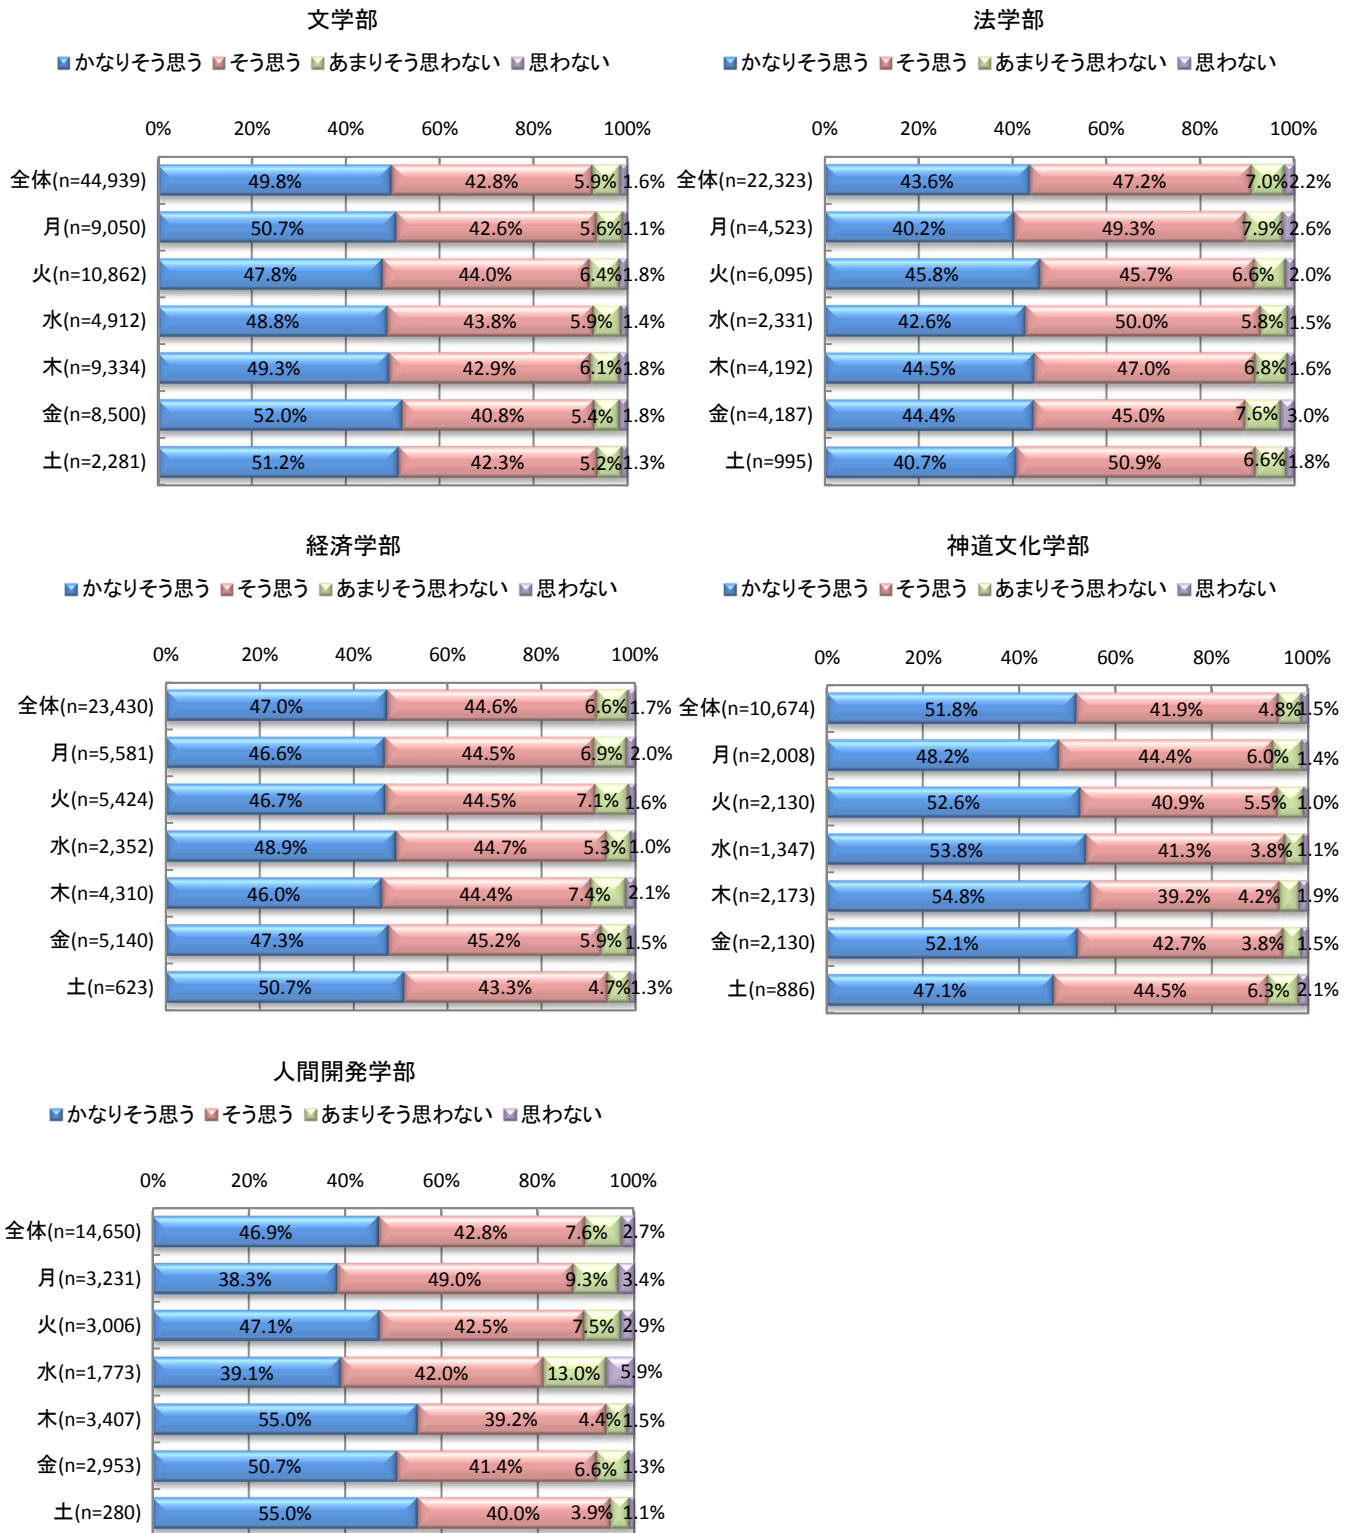 文学部
かなりそう思う そう思う あまりそう思わない 思わない
0% 20% 40% 60% 80% 100%
全体(n=44,939) 49.8% 42.8% 5.9% 1.6%
月(n=9,050) 50.7% 42.6% 5.6% 1.1%
火(n=10,862) 47.8% 44.0% 6.4% 1.8%
水(n=4,912) 48.8% 43.8% 5.9% 1.4%
木(n=9,334) 49.3% 42.9% 6.1% 1.8%
金(n=8,500) 52.0% 40.8% 5.4% 1.8%
土(n=2,281) 51.2% 42.3% 5.2% 1.3%
法学部
かなりそう思う そう思う あまりそう思わない 思わない
0% 20% 40% 60% 80% 100%
全体(n=22,323) 43.6% 47.2% 7.0% 2.2%
月(n=4,523) 40.2% 49.3% 7.9% 2.6%
火(n=6,095) 45.8% 45.7% 6.6% 2.0%
水(n=2,331) 42.6% 50.0% 5.8% 1.5%
木(n=4,192) 44.5% 47.0% 6.8% 1.6%
金(n=4,187) 44.4% 45.0% 7.6% 3.0%
土(n=995) 40.7% 50.9% 6.6% 1.8%
経済学部
かなりそう思う そう思う あまりそう思わない 思わない
0% 20% 40% 60% 80% 100%
全体(n=23,430) 47.0% 44.6% 6.6% 1.7%
月(n=5,581) 46.6% 44.5% 6.9% 2.0%
火(n=5,424) 46.7% 44.5% 7.1% 1.6%
水(n=2,352) 48.9% 44.7% 5.3% 1.0%
木(n=4,310) 46.0% 44.4% 7.4% 2.1%
金(n=5,140) 47.3% 45.2% 5.9% 1.5%
土(n=623) 50.7% 43.3% 4.7% 1.3%
神道文化学部
かなりそう思う そう思う あまりそう思わない 思わない
0% 20% 40% 60% 80% 100%
全体(n=10,674) 51.8% 41.9% 4.8% 1.5%
月(n=2,008) 48.2% 44.4% 6.0% 1.4%
火(n=2,130) 52.6% 40.9% 5.5% 1.0%
水(n=1,347) 53.8% 41.3% 3.8% 1.1%
木(n=2,173) 54.8% 39.2% 4.2% 1.9%
金(n=2,130) 52.1% 42.7% 3.8% 1.5%
土(n=886) 47.1% 44.5% 6.3% 2.1%
人間開発学部
かなりそう思う そう思う あまりそう思わない 思わない
0% 20% 40% 60% 80% 100%
全体(n=14,650) 46.9% 42.8% 7.6% 2.7%
月(n=3,231) 38.3% 49.0% 9.3% 3.4%
火(n=3,006) 47.1% 42.5% 7.5% 2.9%
水(n=1,773) 39.1% 42.0% 13.0% 5.9%
木(n=3,407) 55.0% 39.2% 4.4% 1.5%
金(n=2,953) 50.7% 41.4% 6.6% 1.3%
土(n=280) 55.0% 40.0% 3.9% 1.1%